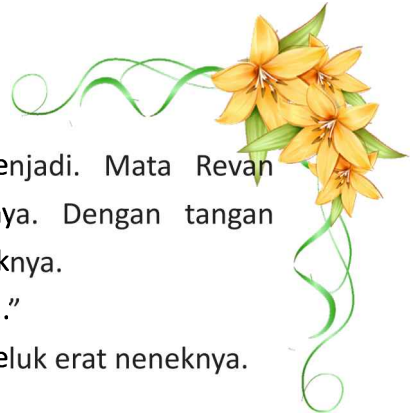 enjadi. Mata Revan
ya. Dengan tangan
knya.
.”
eluk erat neneknya.